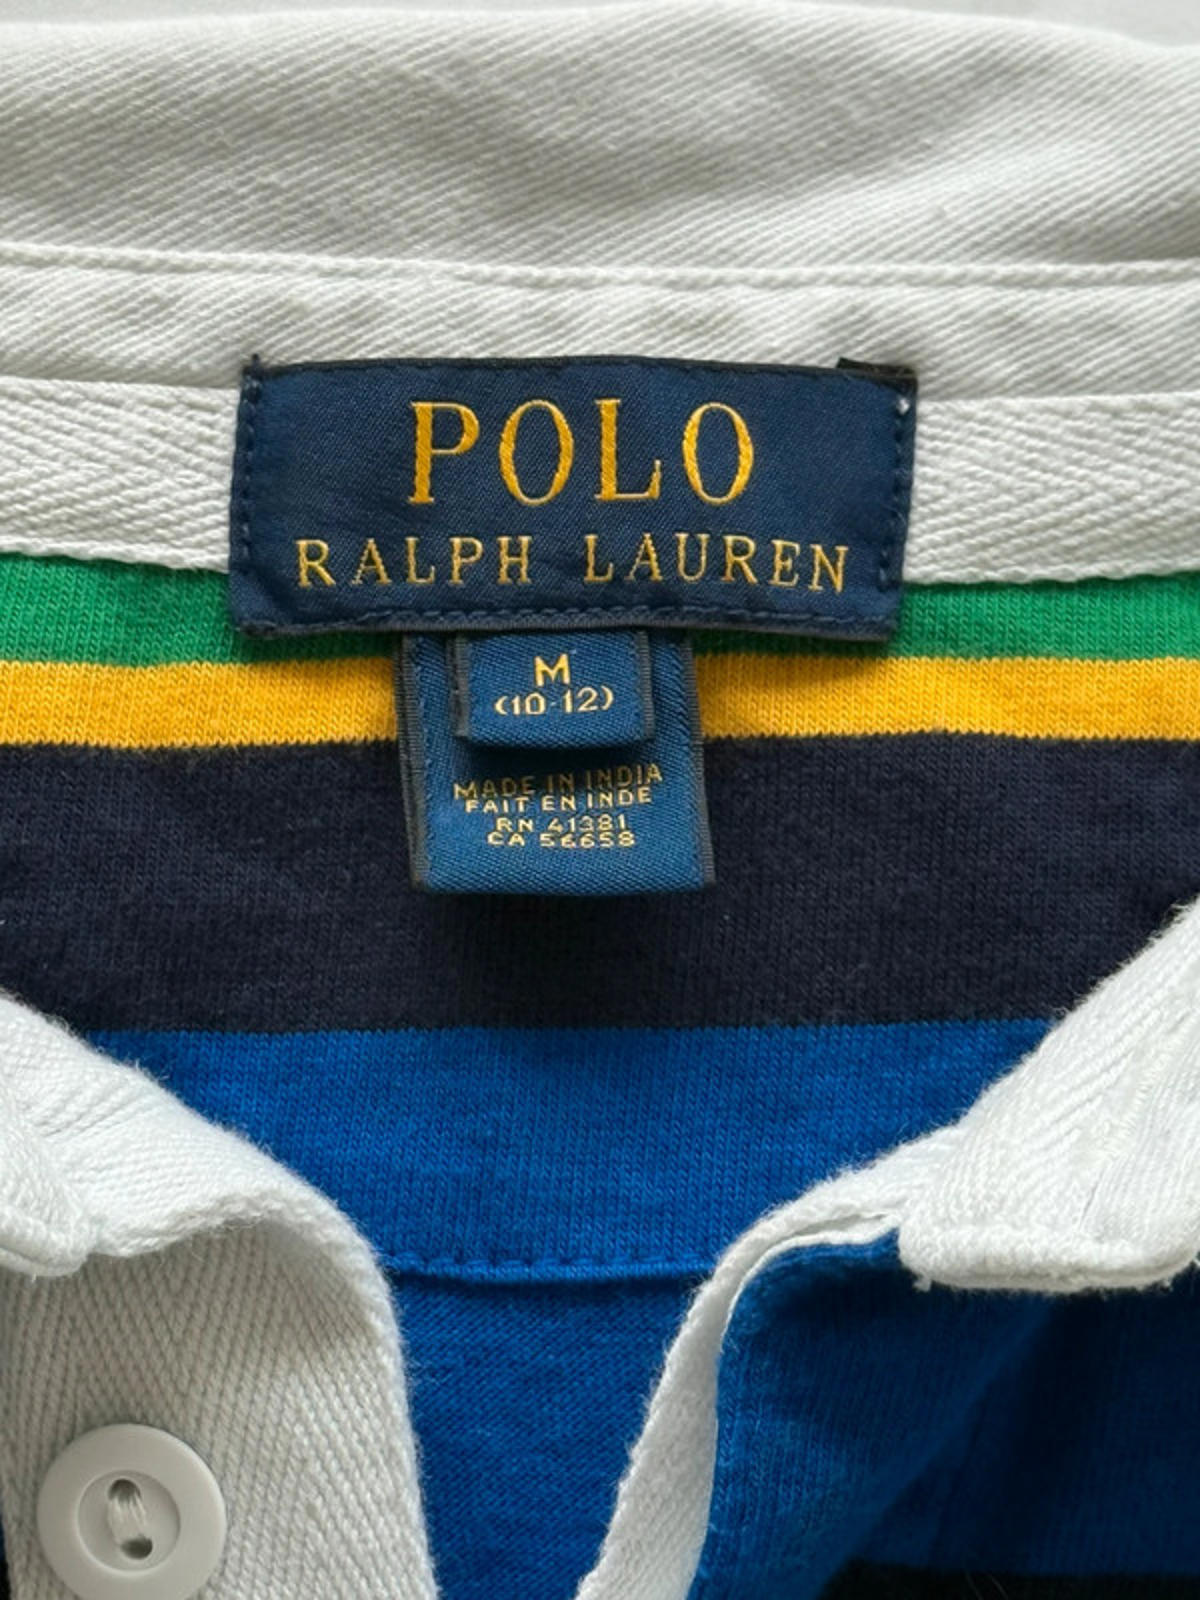 POLO
RALPH LAUREN
M
(10-12)
MADE IN INDIA
FAIT EN INDE
RN 41381
CA 56658